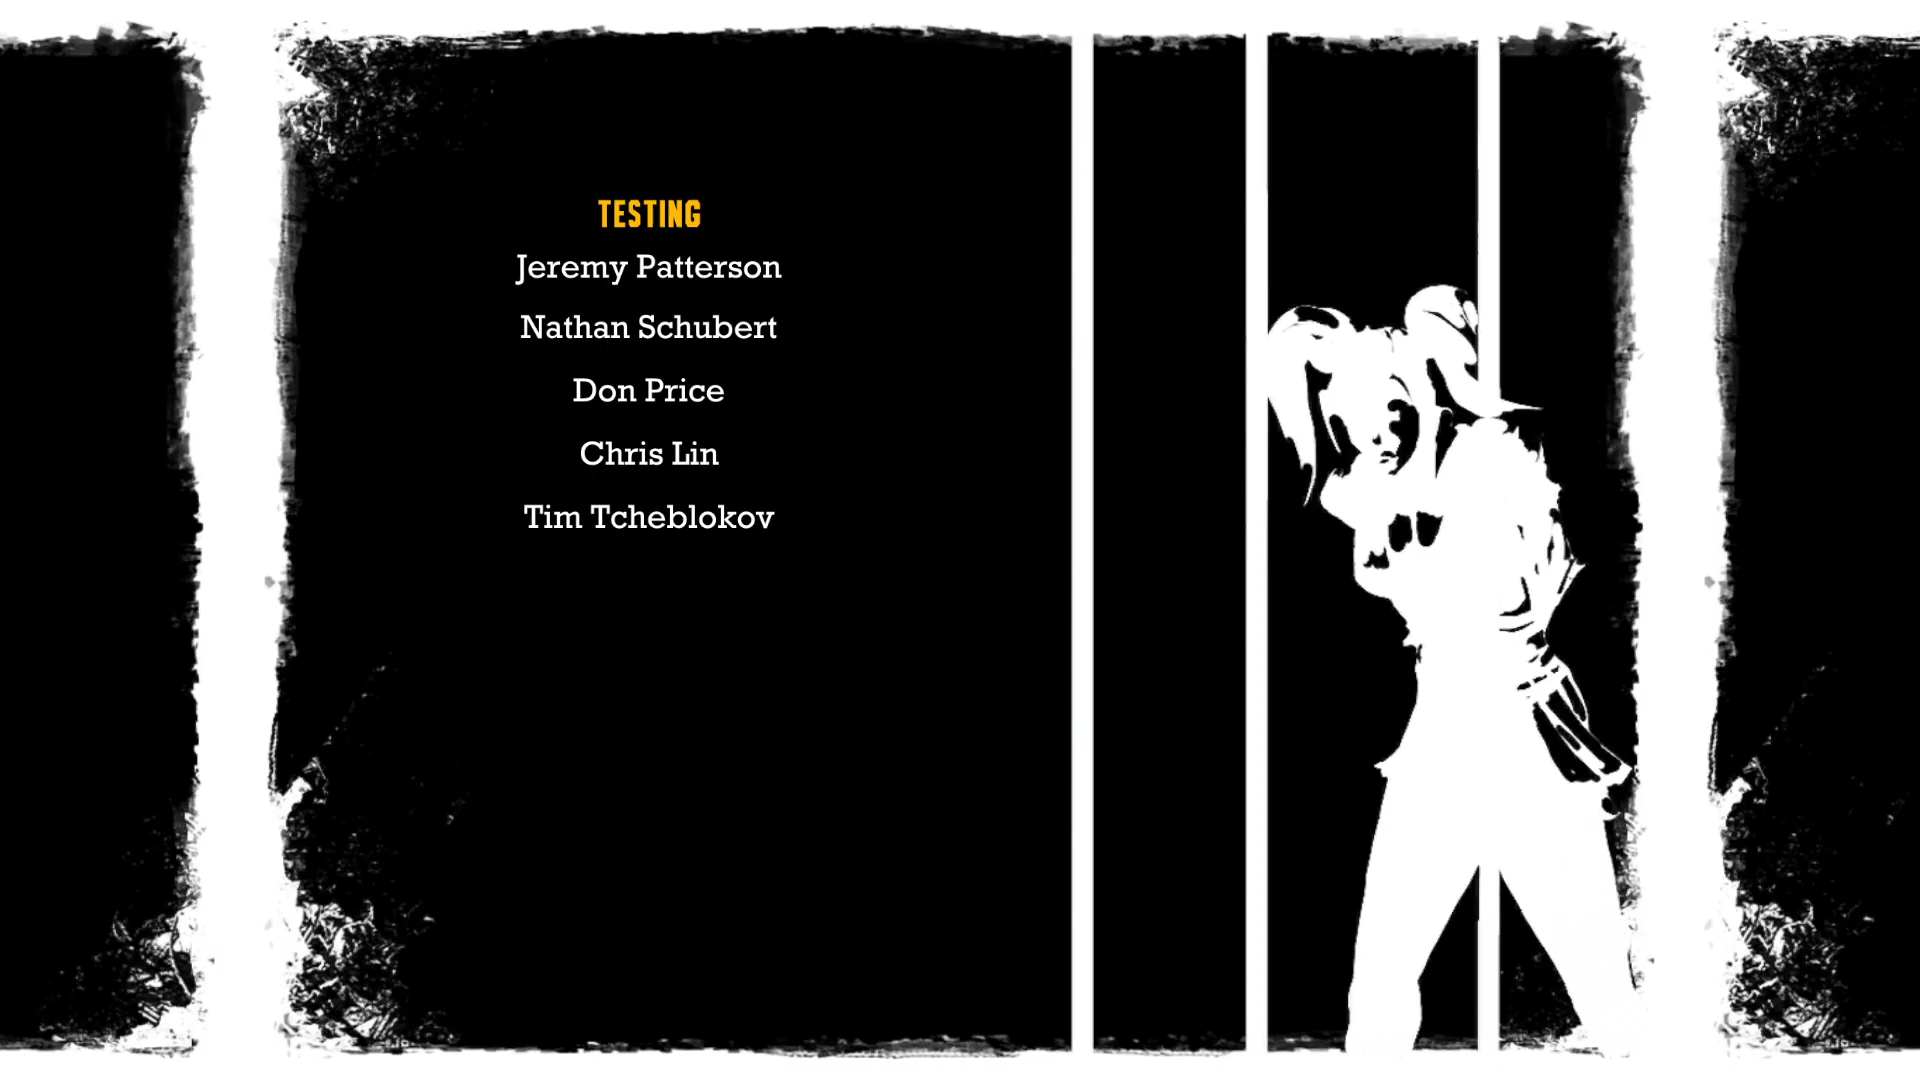 TESTING
Jeremy Patterson
Nathan Schubert
Don Price
Chris Lin
Tim Tcheblokov